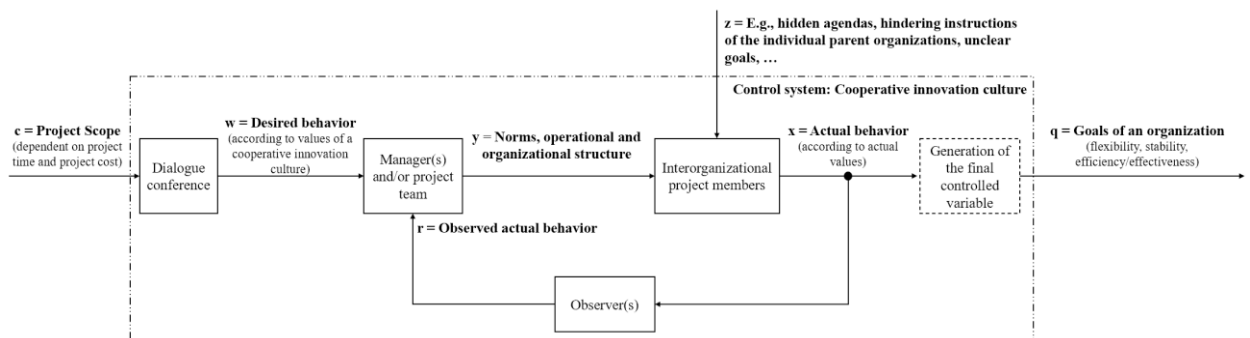 z = E.g., hidden agendas, hindering instructions
of the individual parent organizations, unclear
goals, …
Control system: Cooperative innovation culture
c = Project Scope
(dependent on project
time and project cost)
Dialogue
conference
w = Desired behavior
(according to values of a
cooperative innovation
culture)
Manager(s)
and/or project
team
y = Norms, operational and
organizational structure
Interorganizational
project members
x = Actual behavior
(according to actual
values)
Generation of
the final
controlled
variable
q = Goals of an organization
(flexibility, stability,
efficiency/effectiveness)
r = Observed actual behavior
Observer(s)